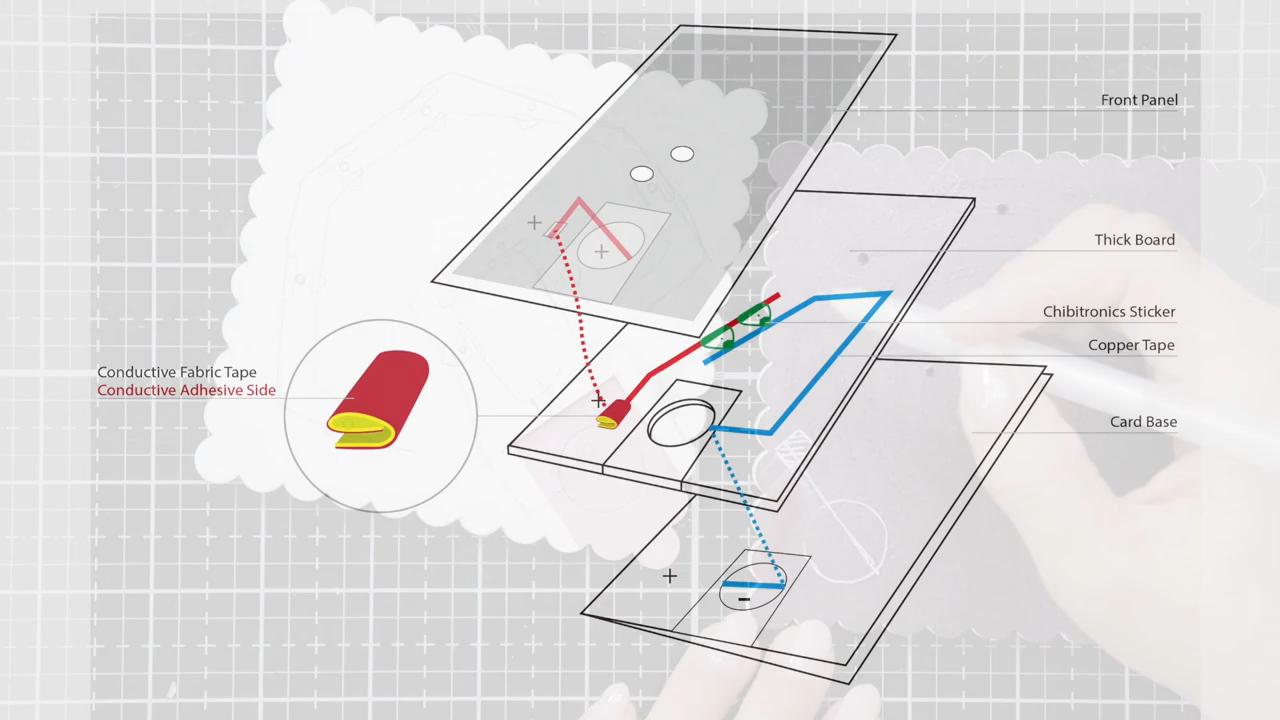 Front Panel
Thick Board
Chibitronics Sticker
Copper Tape
Conductive Fabric Tape
Conductive Adhesive Side
Card Base
+
+
+
+
-